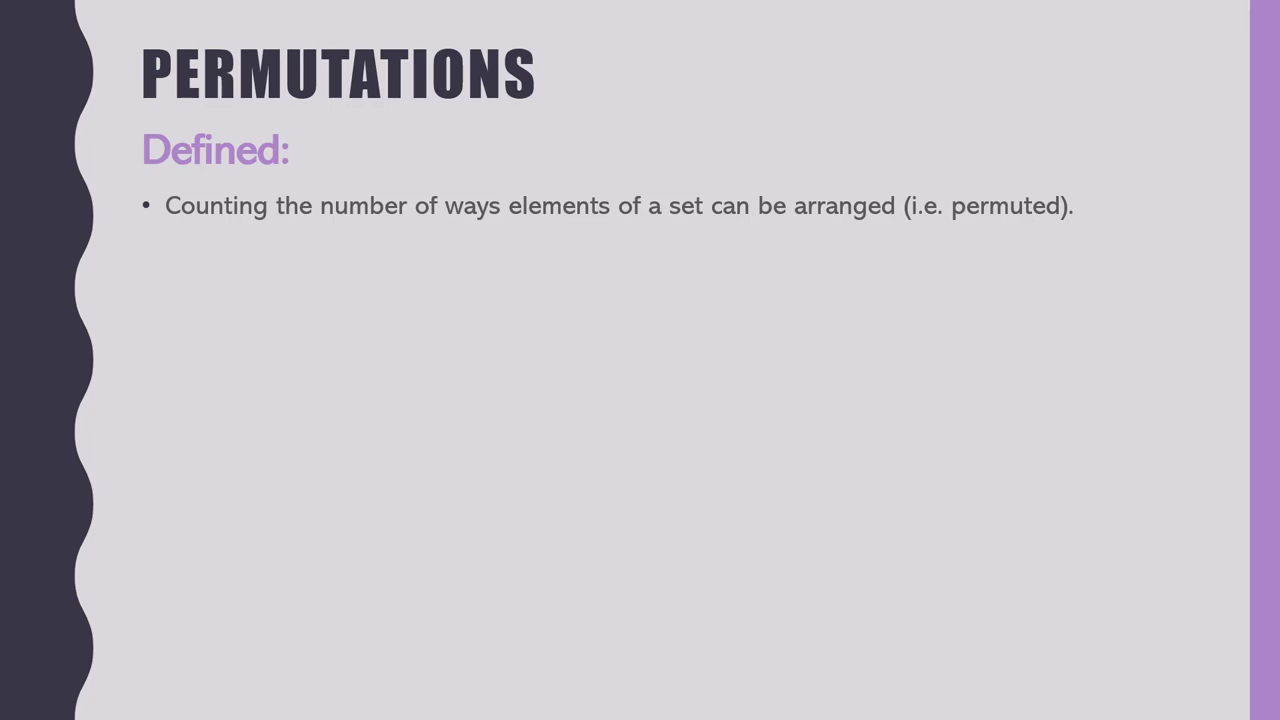 PERMUTATIONS
Defined:
• Counting the number of ways elements of a set can be arranged (i.e. permuted).